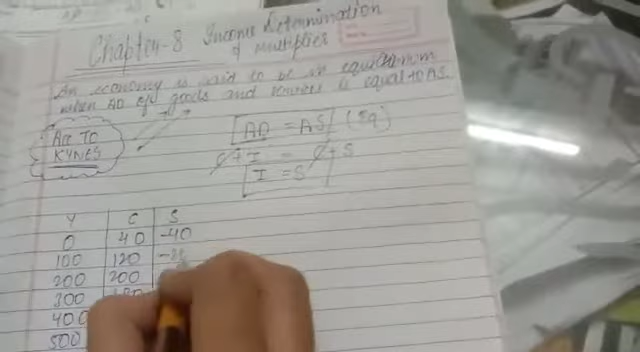 Chapter-8 Income Determination
& Multiplier
An economy is said to be in equilibrium
when AD of goods and services is equal to AS.
Acc To
KYNES
AD = AS (Eq)
C+I = C+S
I = S
Y C S
0 40 -40
100 120
200 200
300
400
500